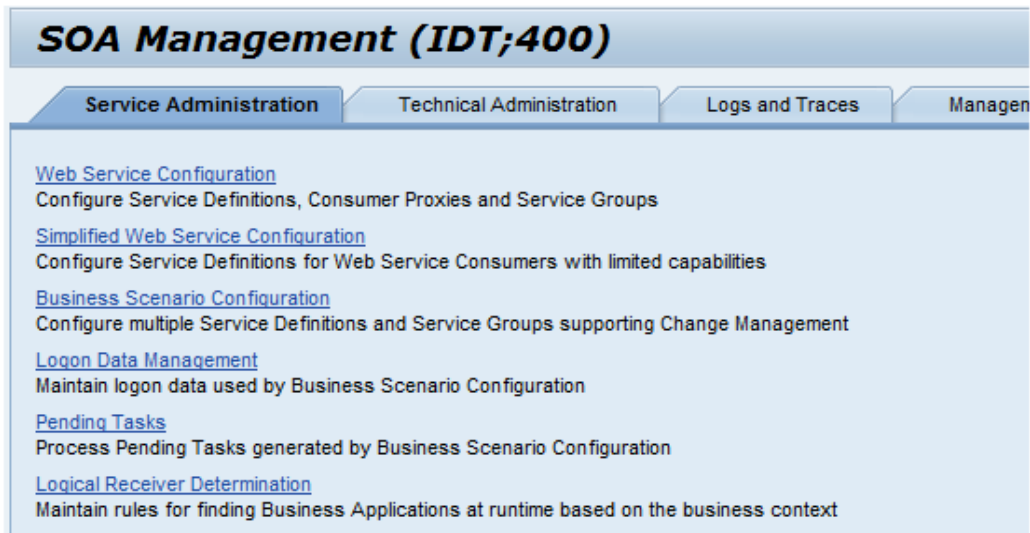 SOA Management (IDT;400)
Service Administration Technical Administration Logs and Traces Managem
Web Service Configuration
Configure Service Definitions, Consumer Proxies and Service Groups
Simplified Web Service Configuration
Configure Service Definitions for Web Service Consumers with limited capabilities
Business Scenario Configuration
Configure multiple Service Definitions and Service Groups supporting Change Management
Logon Data Management
Maintain logon data used by Business Scenario Configuration
Pending Tasks
Process Pending Tasks generated by Business Scenario Configuration
Logical Receiver Determination
Maintain rules for finding Business Applications at runtime based on the business context